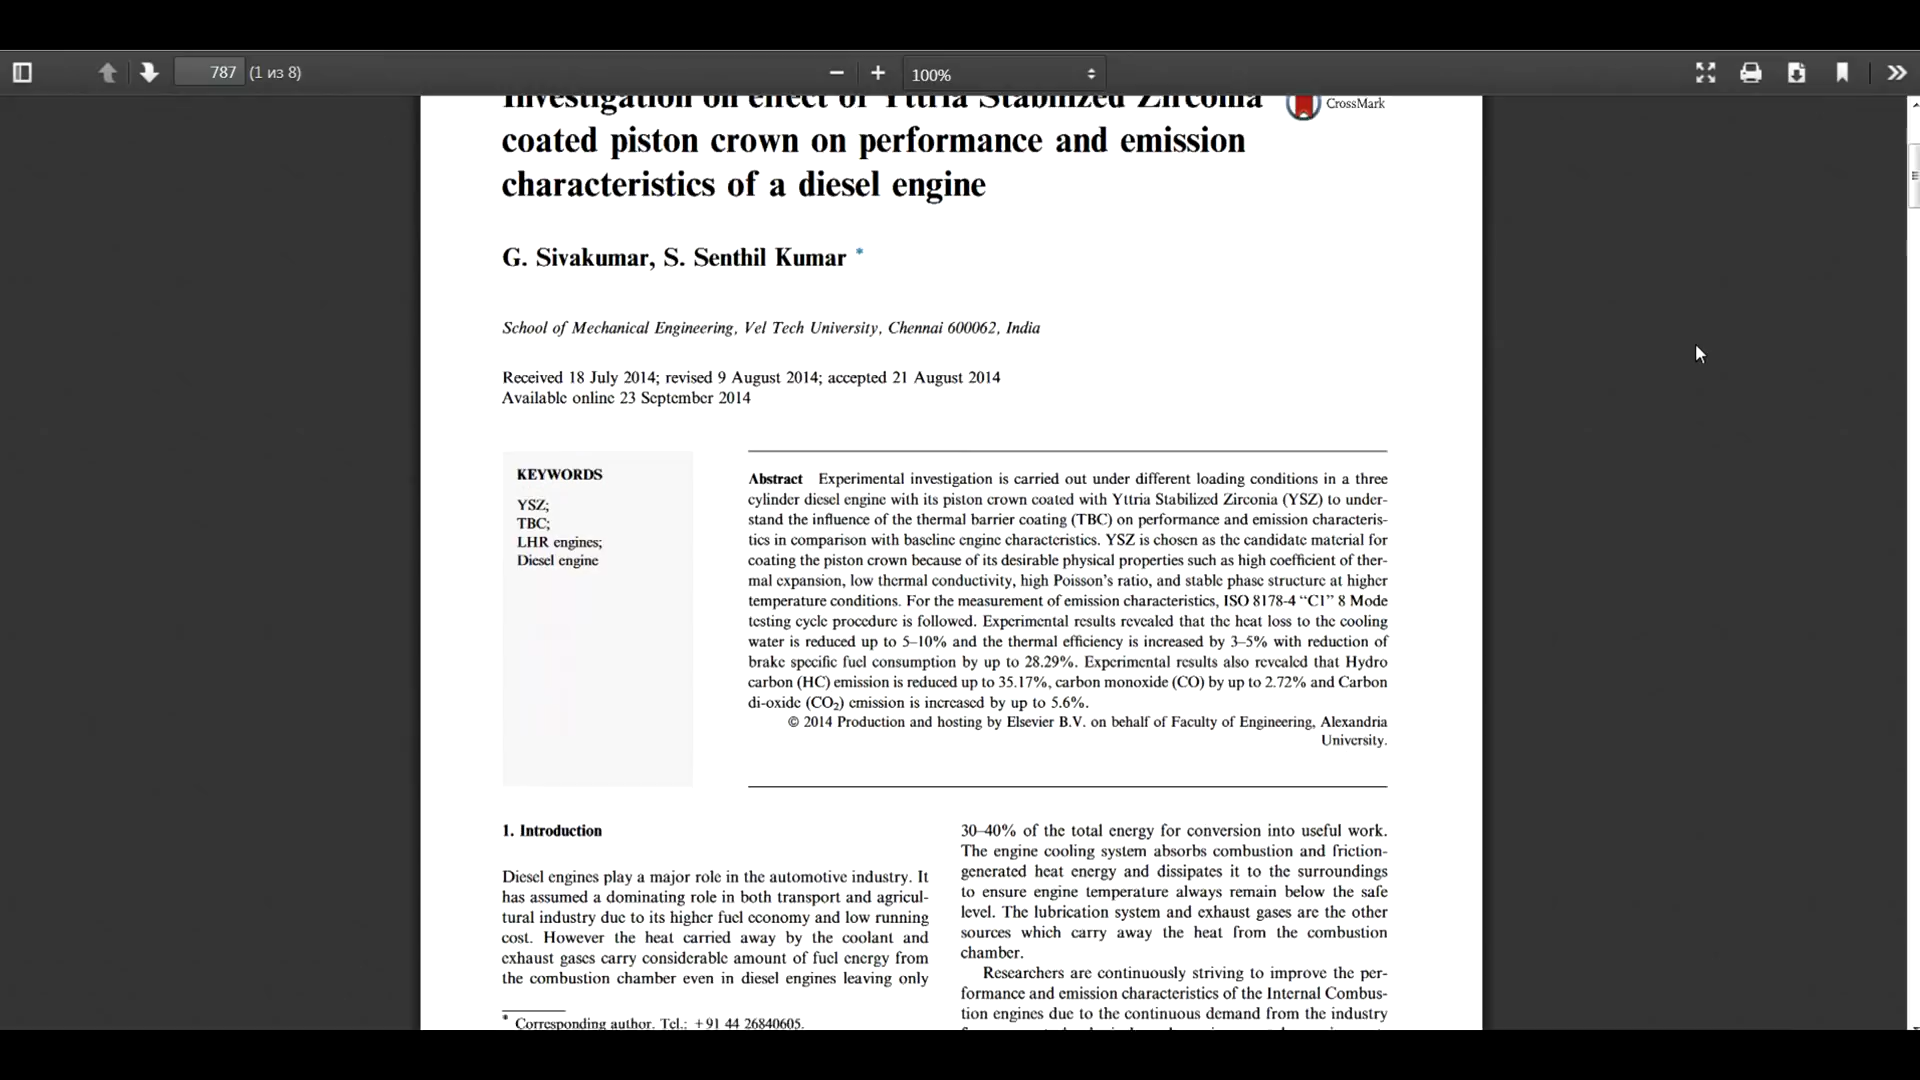 787 (1 из 8)
100%
Investigation on effect of Yttria Stabilized Zirconia
CrossMark
coated piston crown on performance and emission
characteristics of a diesel engine
G. Sivakumar, S. Senthil Kumar *
School of Mechanical Engineering, Vel Tech University, Chennai 600062, India
Received 18 July 2014; revised 9 August 2014; accepted 21 August 2014
Available online 23 September 2014
KEYWORDS
YSZ;
TBC;
LHR engines;
Diesel engine
Abstract Experimental investigation is carried out under different loading conditions in a three
cylinder diesel engine with its piston crown coated with Yttria Stabilized Zirconia (YSZ) to under-
stand the influence of the thermal barrier coating (TBC) on performance and emission characteris-
tics in comparison with baseline engine characteristics. YSZ is chosen as the candidate material for
coating the piston crown because of its desirable physical properties such as high coefficient of ther-
mal expansion, low thermal conductivity, high Poisson's ratio, and stable phase structure at higher
temperature conditions. For the measurement of emission characteristics, ISO 8178-4 “C1” 8 Mode
testing cycle procedure is followed. Experimental results revealed that the heat loss to the cooling
water is reduced up to 5–10% and the thermal efficiency is increased by 3–5% with reduction of
brake specific fuel consumption by up to 28.29%. Experimental results also revealed that Hydro
carbon (HC) emission is reduced up to 35.17%, carbon monoxide (CO) by up to 2.72% and Carbon
di-oxide (CO₂) emission is increased by up to 5.6%.
© 2014 Production and hosting by Elsevier B.V. on behalf of Faculty of Engineering, Alexandria
University.
1. Introduction
Diesel engines play a major role in the automotive industry. It
has assumed a dominating role in both transport and agricul-
tural industry due to its higher fuel economy and low running
cost. However the heat carried away by the coolant and
exhaust gases carry considerable amount of fuel energy from
the combustion chamber even in diesel engines leaving only
* Corresponding author. Tel.: +91 44 26840605.
30–40% of the total energy for conversion into useful work.
The engine cooling system absorbs combustion and friction-
generated heat energy and dissipates it to the surroundings
to ensure engine temperature always remain below the safe
level. The lubrication system and exhaust gases are the other
sources which carry away the heat from the combustion
chamber.
Researchers are continuously striving to improve the per-
formance and emission characteristics of the Internal Combus-
tion engines due to the continuous demand from the industry